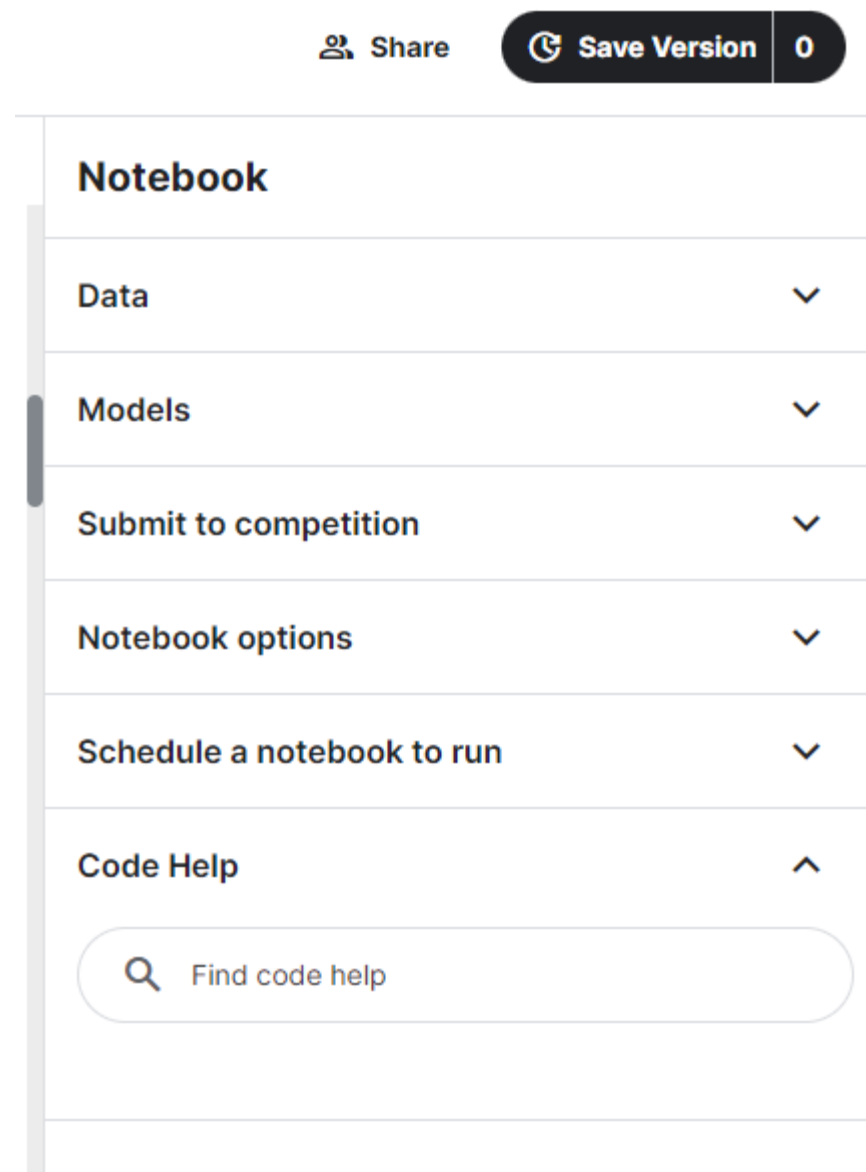 Share
Save Version 0
Notebook
Data
Models
Submit to competition
Notebook options
Schedule a notebook to run
Code Help
Find code help